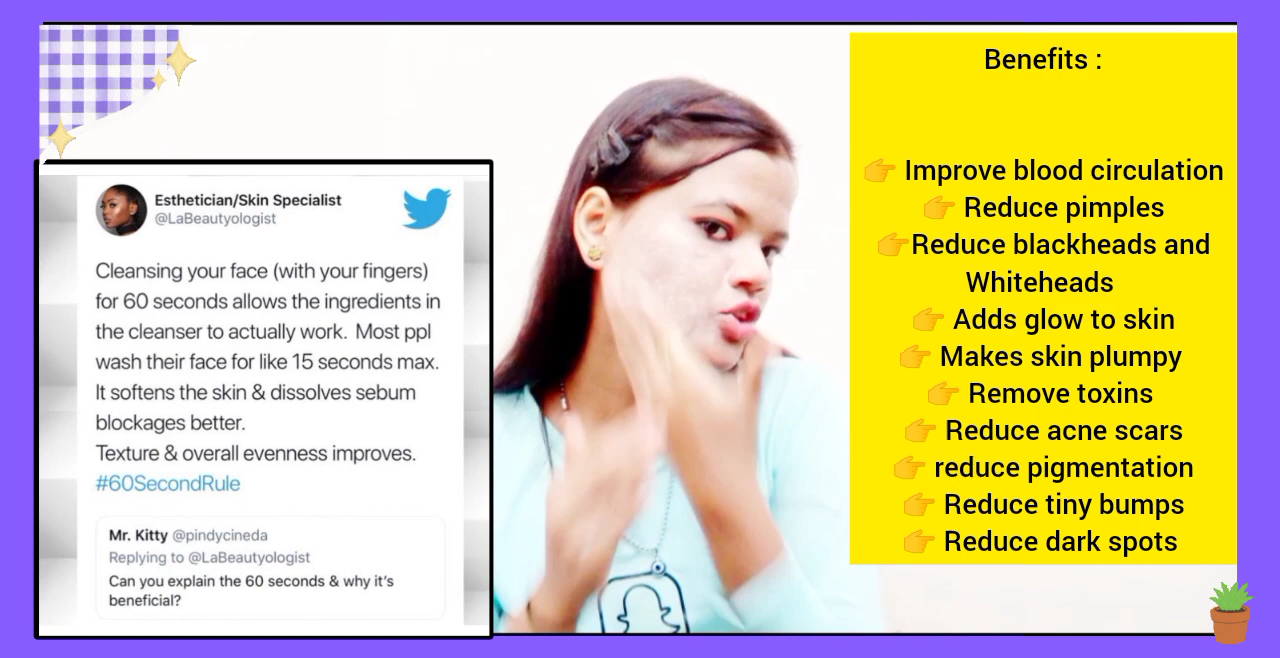 Esthetician/Skin Specialist
@LaBeautyologist
Cleansing your face (with your fingers)
for 60 seconds allows the ingredients in
the cleanser to actually work. Most ppl
wash their face for like 15 seconds max.
It softens the skin & dissolves sebum
blockages better.
Texture & overall evenness improves.
#60SecondRule
Mr. Kitty @pindycineda
Replying to @LaBeautyologist
Can you explain the 60 seconds & why it's
beneficial?
Benefits :
👉 Improve blood circulation
👉 Reduce pimples
👉Reduce blackheads and
Whiteheads
👉 Adds glow to skin
👉 Makes skin plumpy
👉 Remove toxins
👉 Reduce acne scars
👉 reduce pigmentation
👉 Reduce tiny bumps
👉 Reduce dark spots